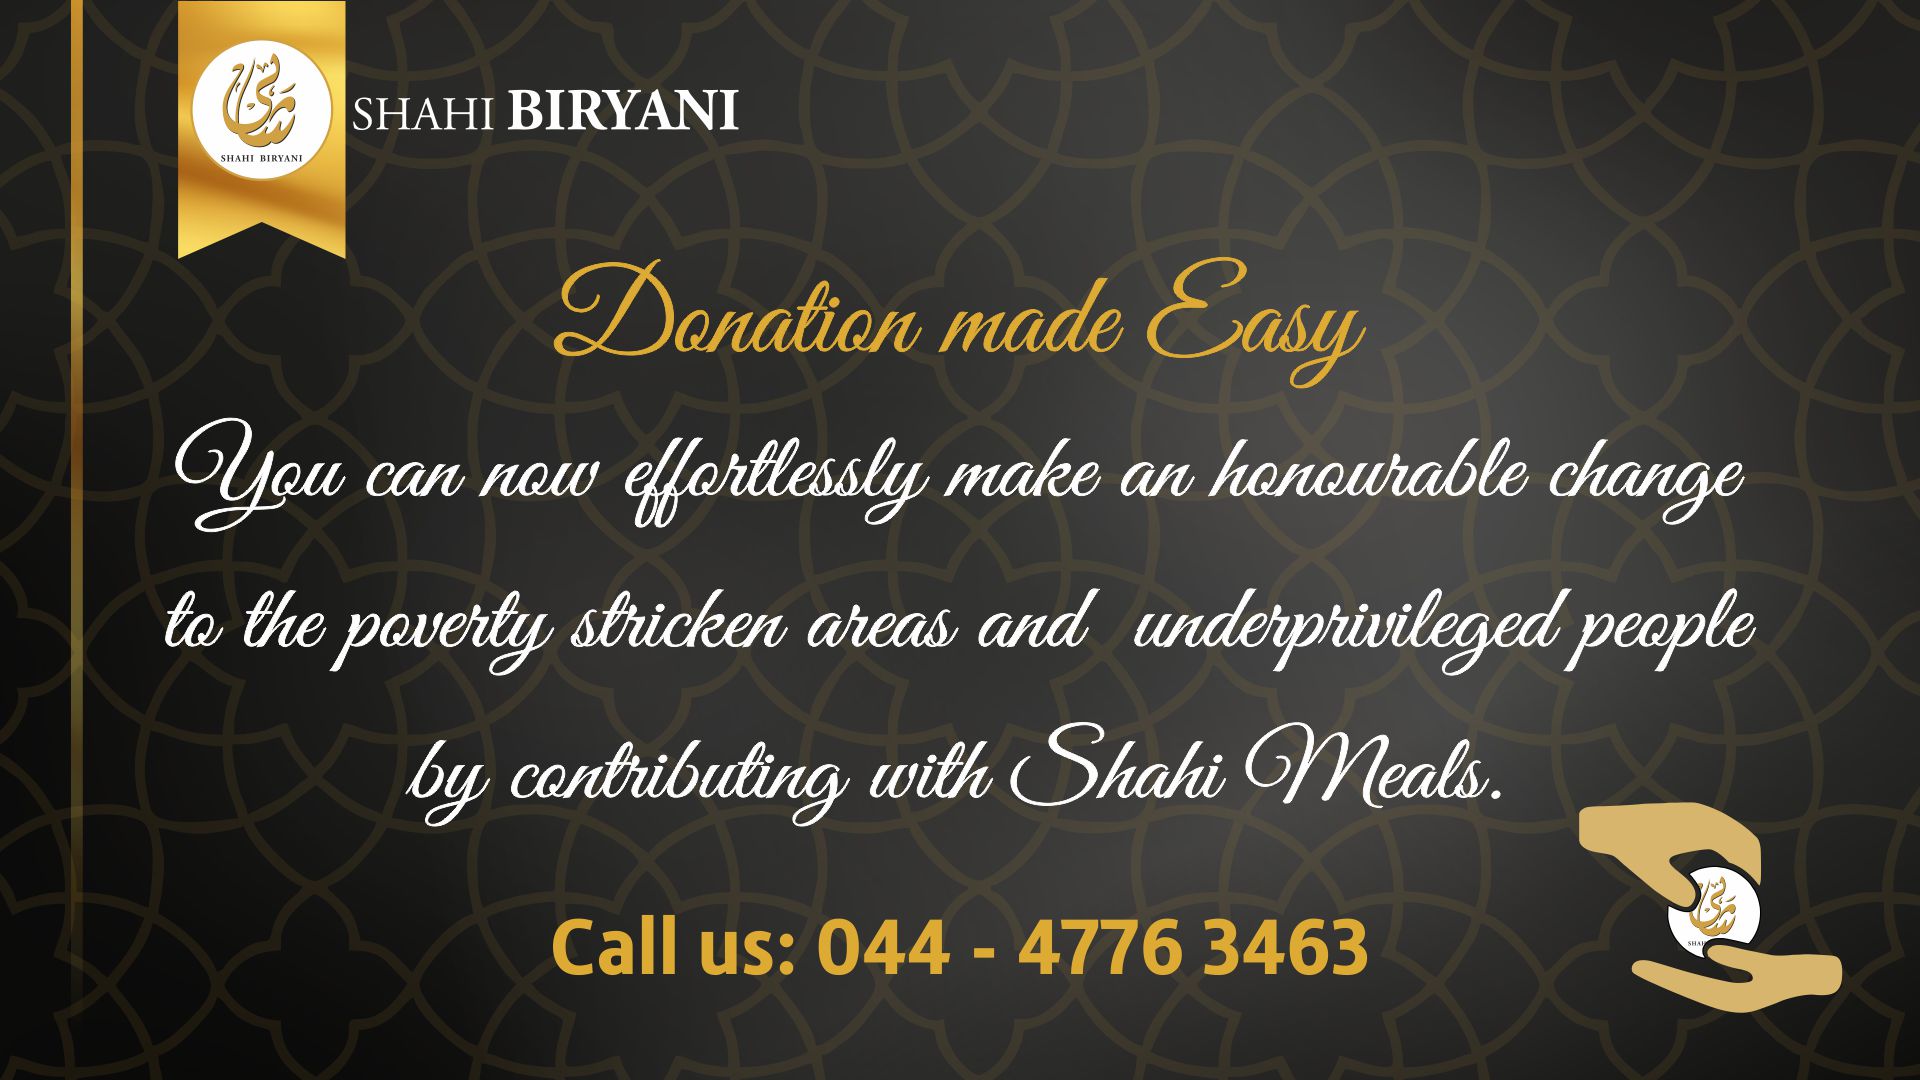 SHAHI BIRYANI
SHAHI BIRYANI
Donation made Easy
You can now effortlessly make an honourable change
to the poverty stricken areas and underprivileged people
by contributing with Shahi Meals.
Call us: 044 - 4776 3463